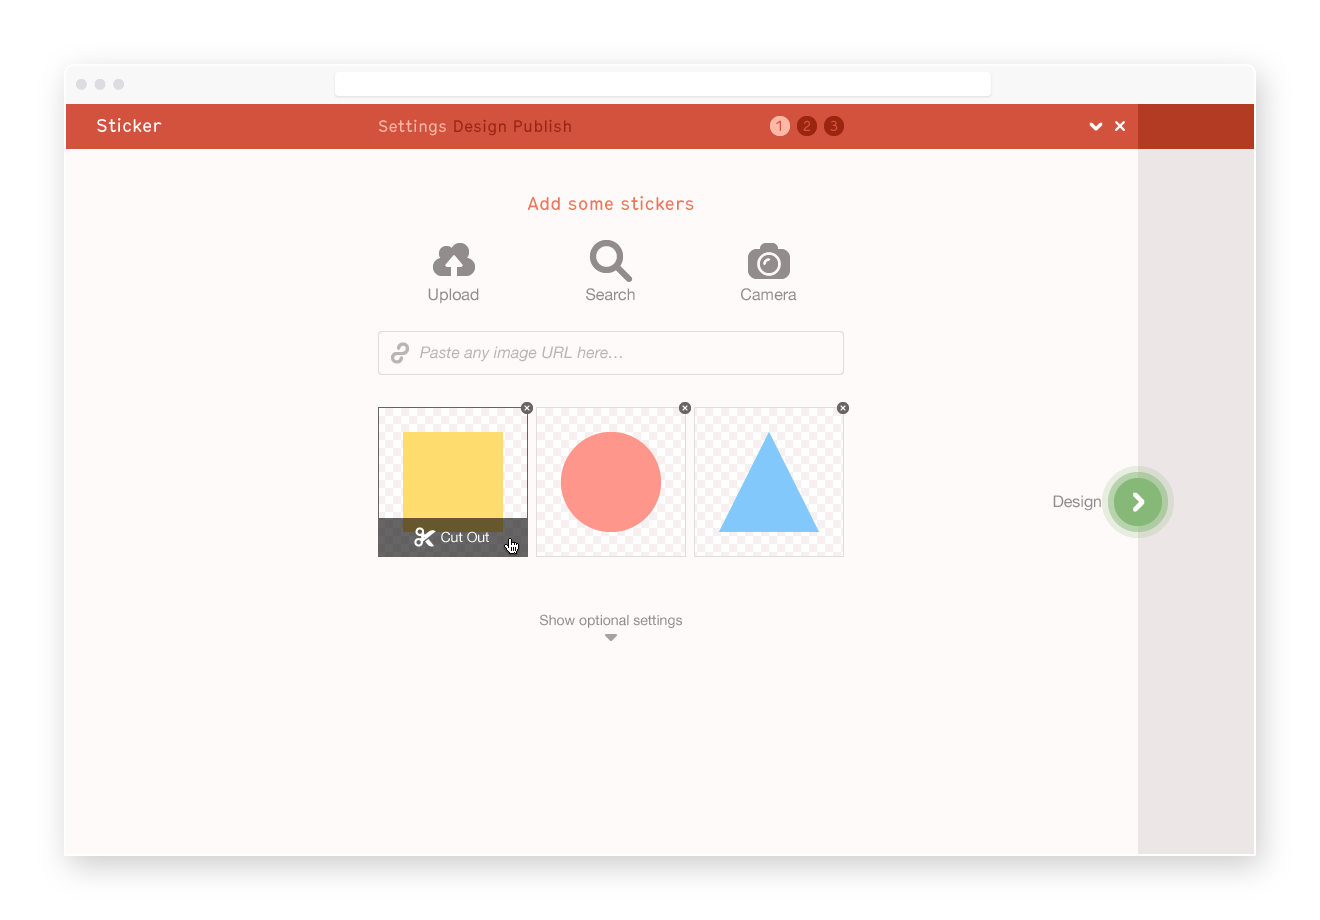 Sticker
Settings Design Publish
1 2 3
Add some stickers
Upload
Search
Camera
Paste any image URL here...
Cut Out
Design
Show optional settings